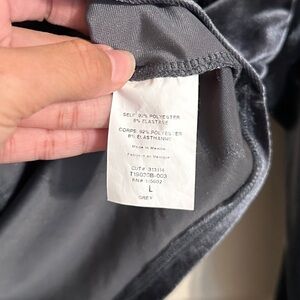 SELF: 92% POLYESTER
8% ELASTANE
CORPS: 92% POLYESTER
8% ELASTHANNE
Made in Mexico
Fabriqué au Mexique
CUT# 313114
RN#
L
GREY